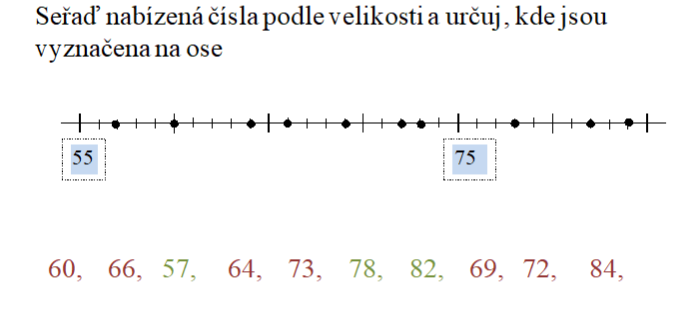 Seřaď nabízená čísla podle velikosti a určuj, kde jsou
vyznačena na ose
55 75
60, 66, 57, 64, 73, 78, 82, 69, 72, 84,